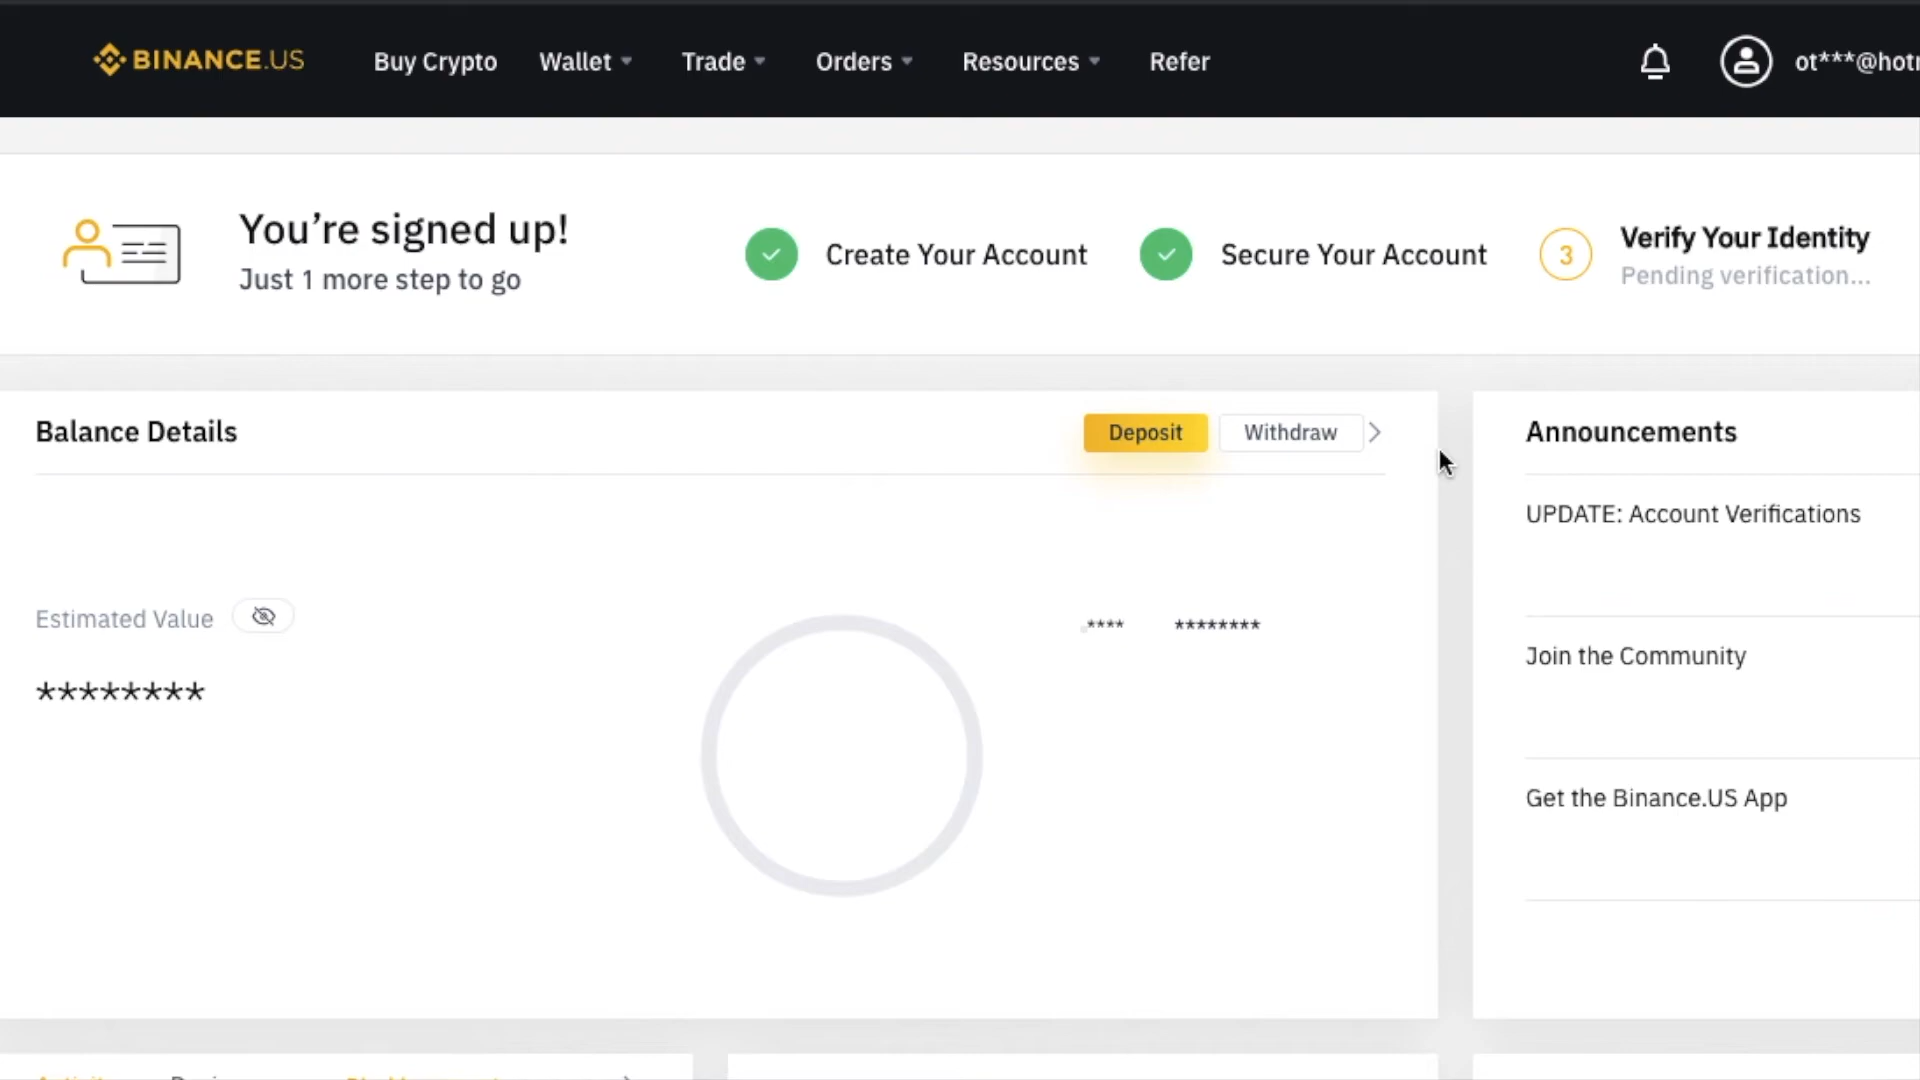 BINANCE.US Buy Crypto Wallet Trade Orders Resources Refer ot***@hot
You're signed up!
Just 1 more step to go
Create Your Account
Secure Your Account
3
Verify Your Identity
Pending verification...
Balance Details
Deposit
Withdraw
Estimated Value
********
****
********
Announcements
UPDATE: Account Verifications
Join the Community
Get the Binance.US App